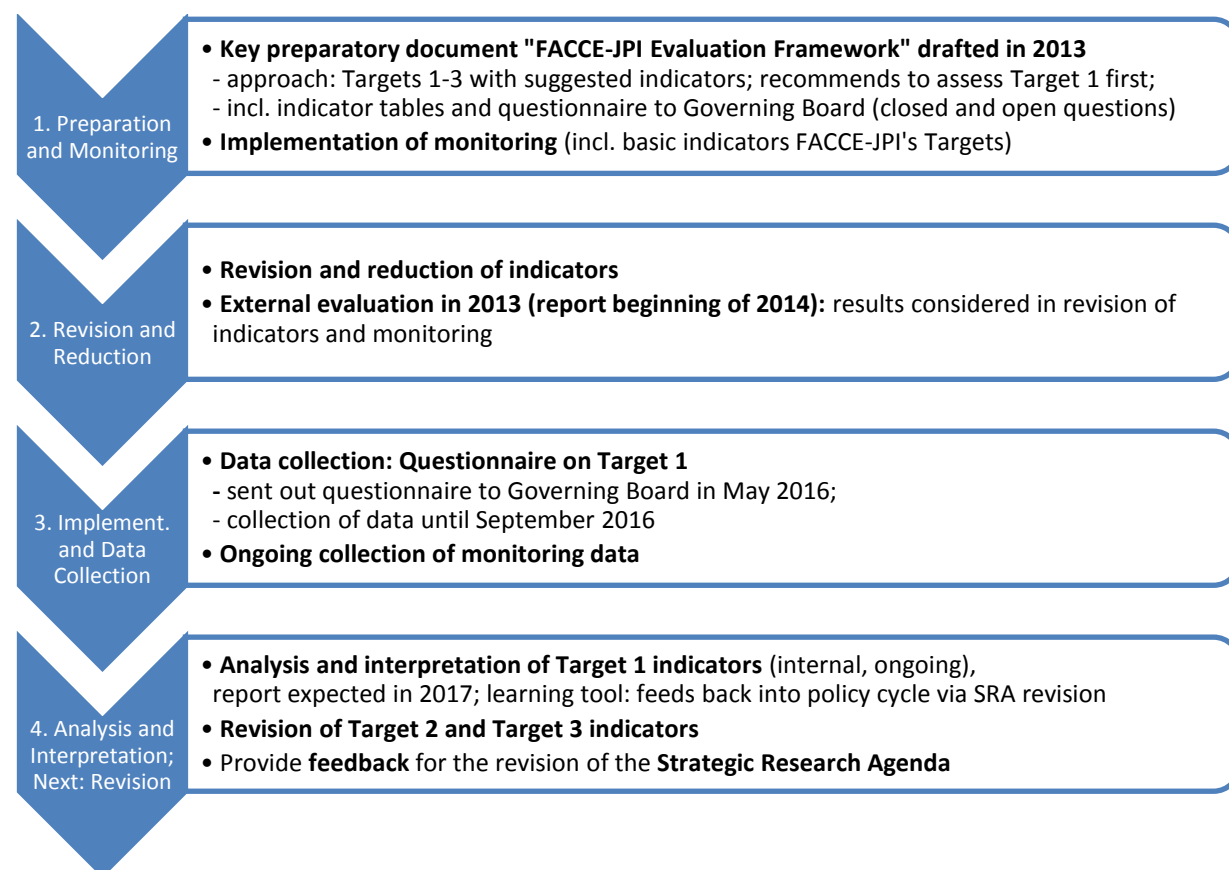 1. Preparation
and Monitoring
• Key preparatory document "FACCE-JPI Evaluation Framework" drafted in 2013
- approach: Targets 1-3 with suggested indicators; recommends to assess Target 1 first;
- incl. indicator tables and questionnaire to Governing Board (closed and open questions)
• Implementation of monitoring (incl. basic indicators FACCE-JPI's Targets)
2. Revision and
Reduction
• Revision and reduction of indicators
• External evaluation in 2013 (report beginning of 2014): results considered in revision of
indicators and monitoring
3. Implement.
and Data
Collection
• Data collection: Questionnaire on Target 1
- sent out questionnaire to Governing Board in May 2016;
- collection of data until September 2016
• Ongoing collection of monitoring data
4. Analysis and
Interpretation;
Next: Revision
• Analysis and interpretation of Target 1 indicators (internal, ongoing),
report expected in 2017; learning tool: feeds back into policy cycle via SRA revision
• Revision of Target 2 and Target 3 indicators
• Provide feedback for the revision of the Strategic Research Agenda